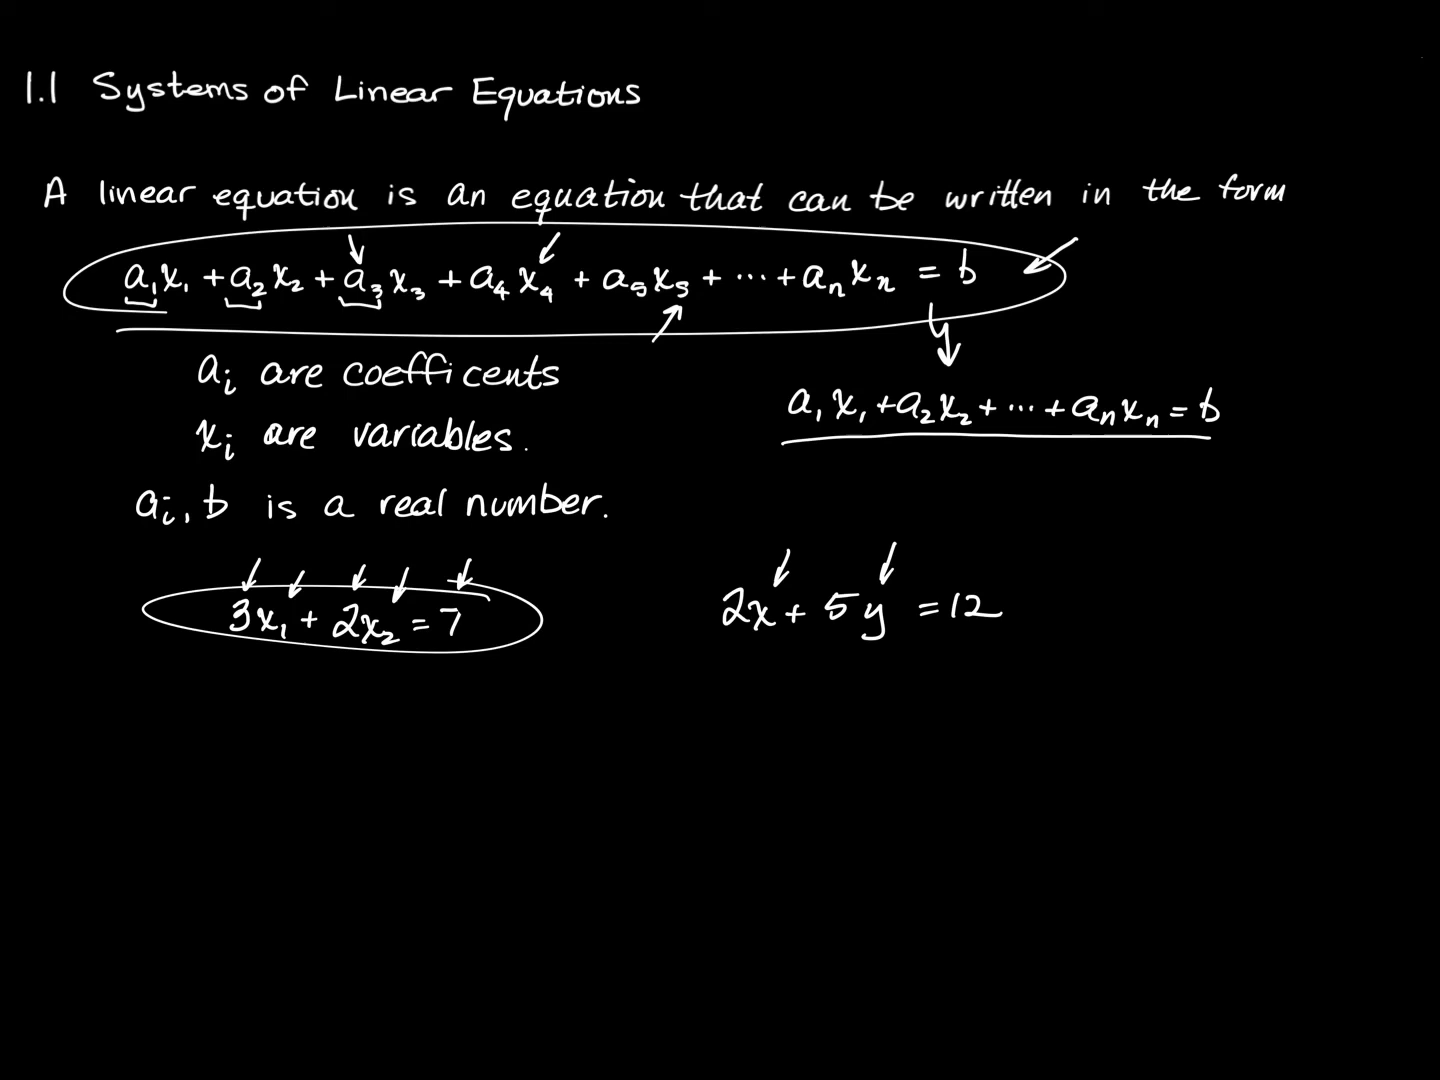 1.1 Systems of Linear Equations
A linear equation is an equation that can be written in the form
a₁x₁ + a₂x₂ + a₃x₃ + a₄x₄ + a₅x₅ + ⋯ + aₙxₙ = b
aᵢ are coefficents
a₁x₁ + a₂x₂ + ⋯ + aₙxₙ = b
xᵢ are variables.
aᵢ, b is a real number.
3x₁ + 2x₂ = 7
2x + 5y = 12